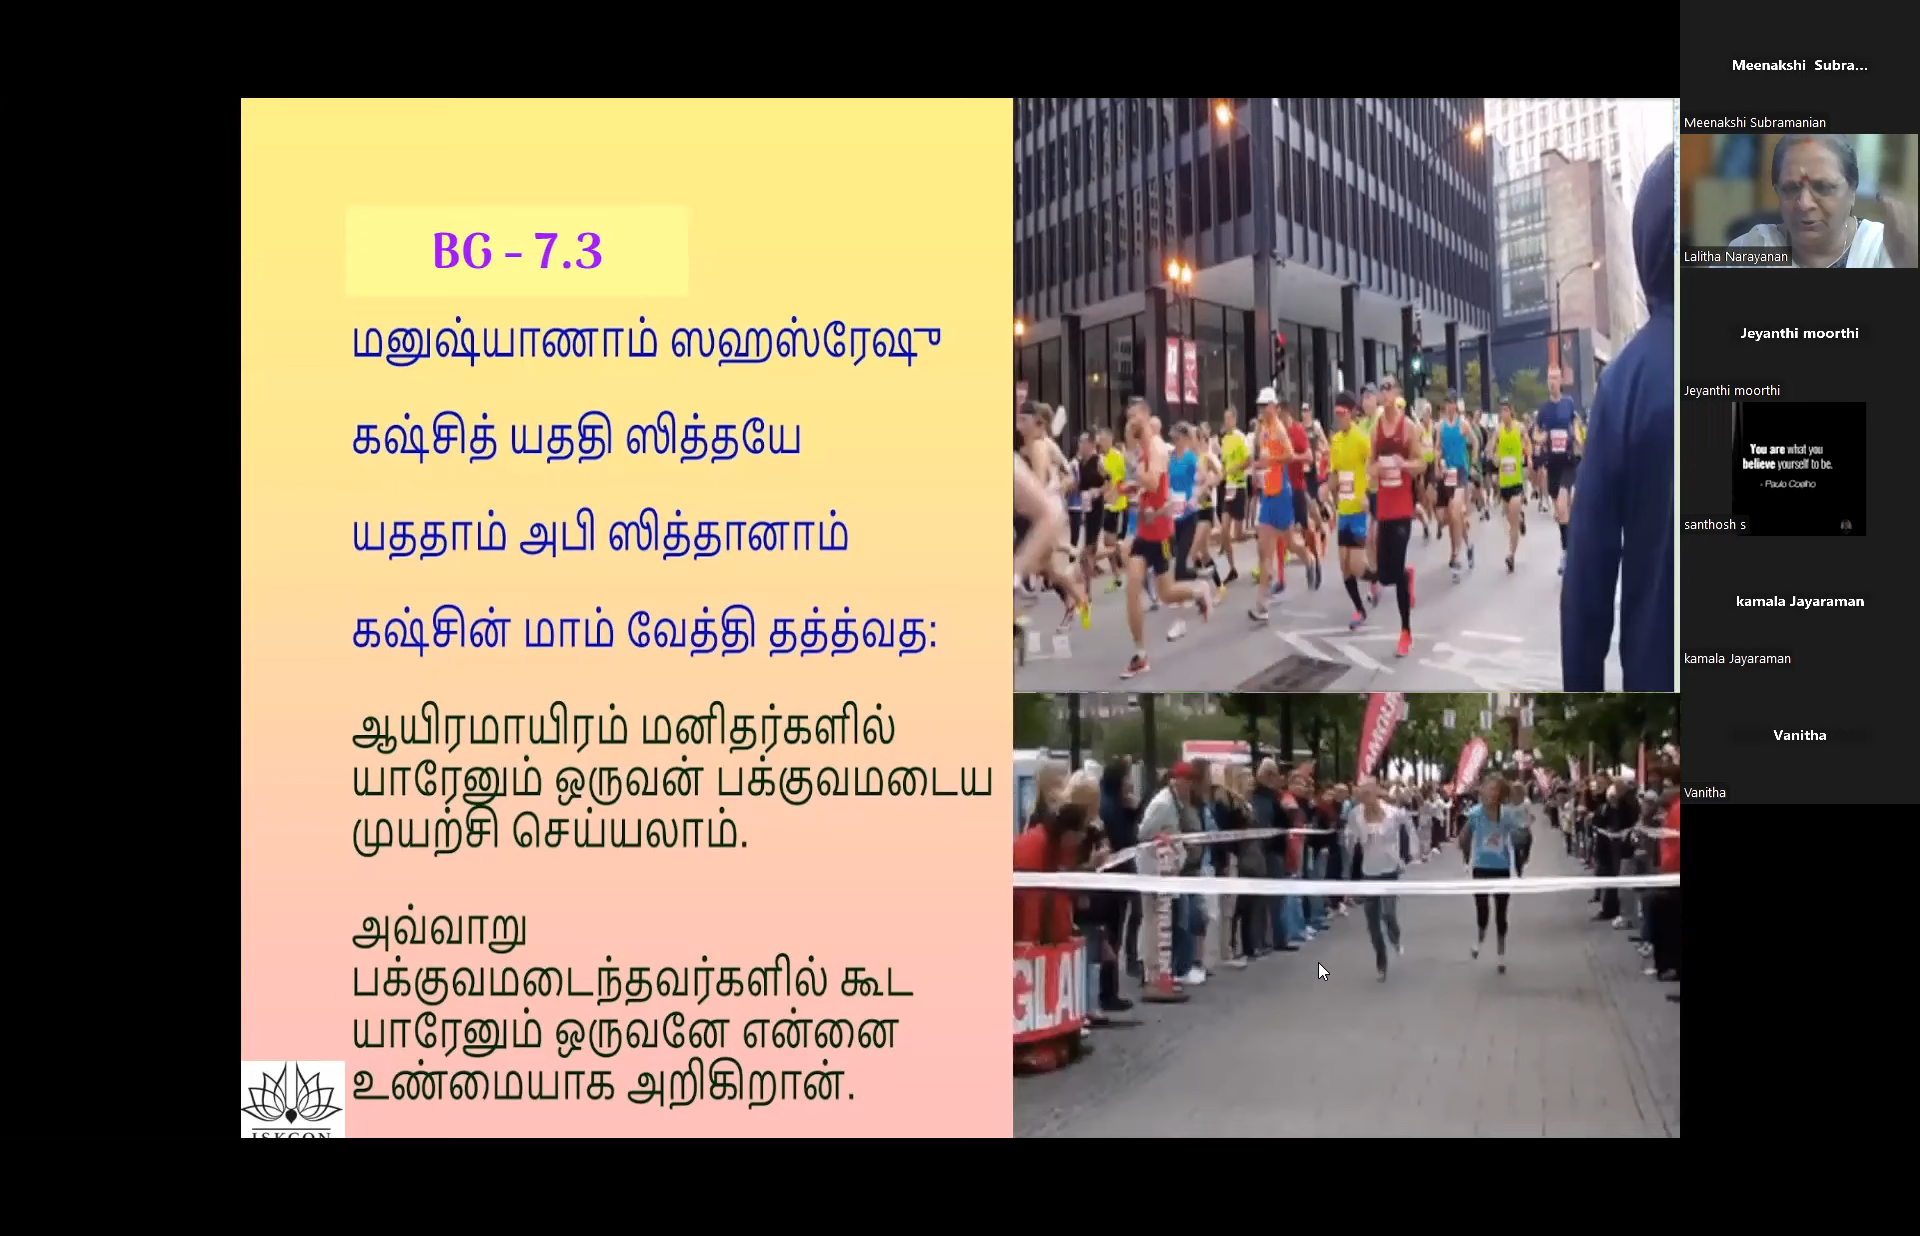 BG - 7.3
மனுஷ்யாணாம் ஸஹஸ்ரேஷு
கஷ்சித் யததி ஸித்தயே
யததாம் அபி ஸித்தானாம்
கஷ்சின் மாம் வேத்தி தத்த்வத:
ஆயிரமாயிரம் மனிதர்களில்
யாரேனும் ஒருவன் பக்குவமடைய
முயற்சி செய்யலாம்.
அவ்வாறு
பக்குவமடைந்தவர்களில் கூட
யாரேனும் ஒருவனே என்னை
உண்மையாக அறிகிறான்.
ISKCON
GLAI
Meenakshi Subra...
Meenakshi Subramanian
Lalitha Narayanan
Jeyanthi moorthi
Jeyanthi moorthi
You are what you
believe yourself to be.
- Paulo Coelho
santhosh s
kamala Jayaraman
kamala Jayaraman
Vanitha
Vanitha